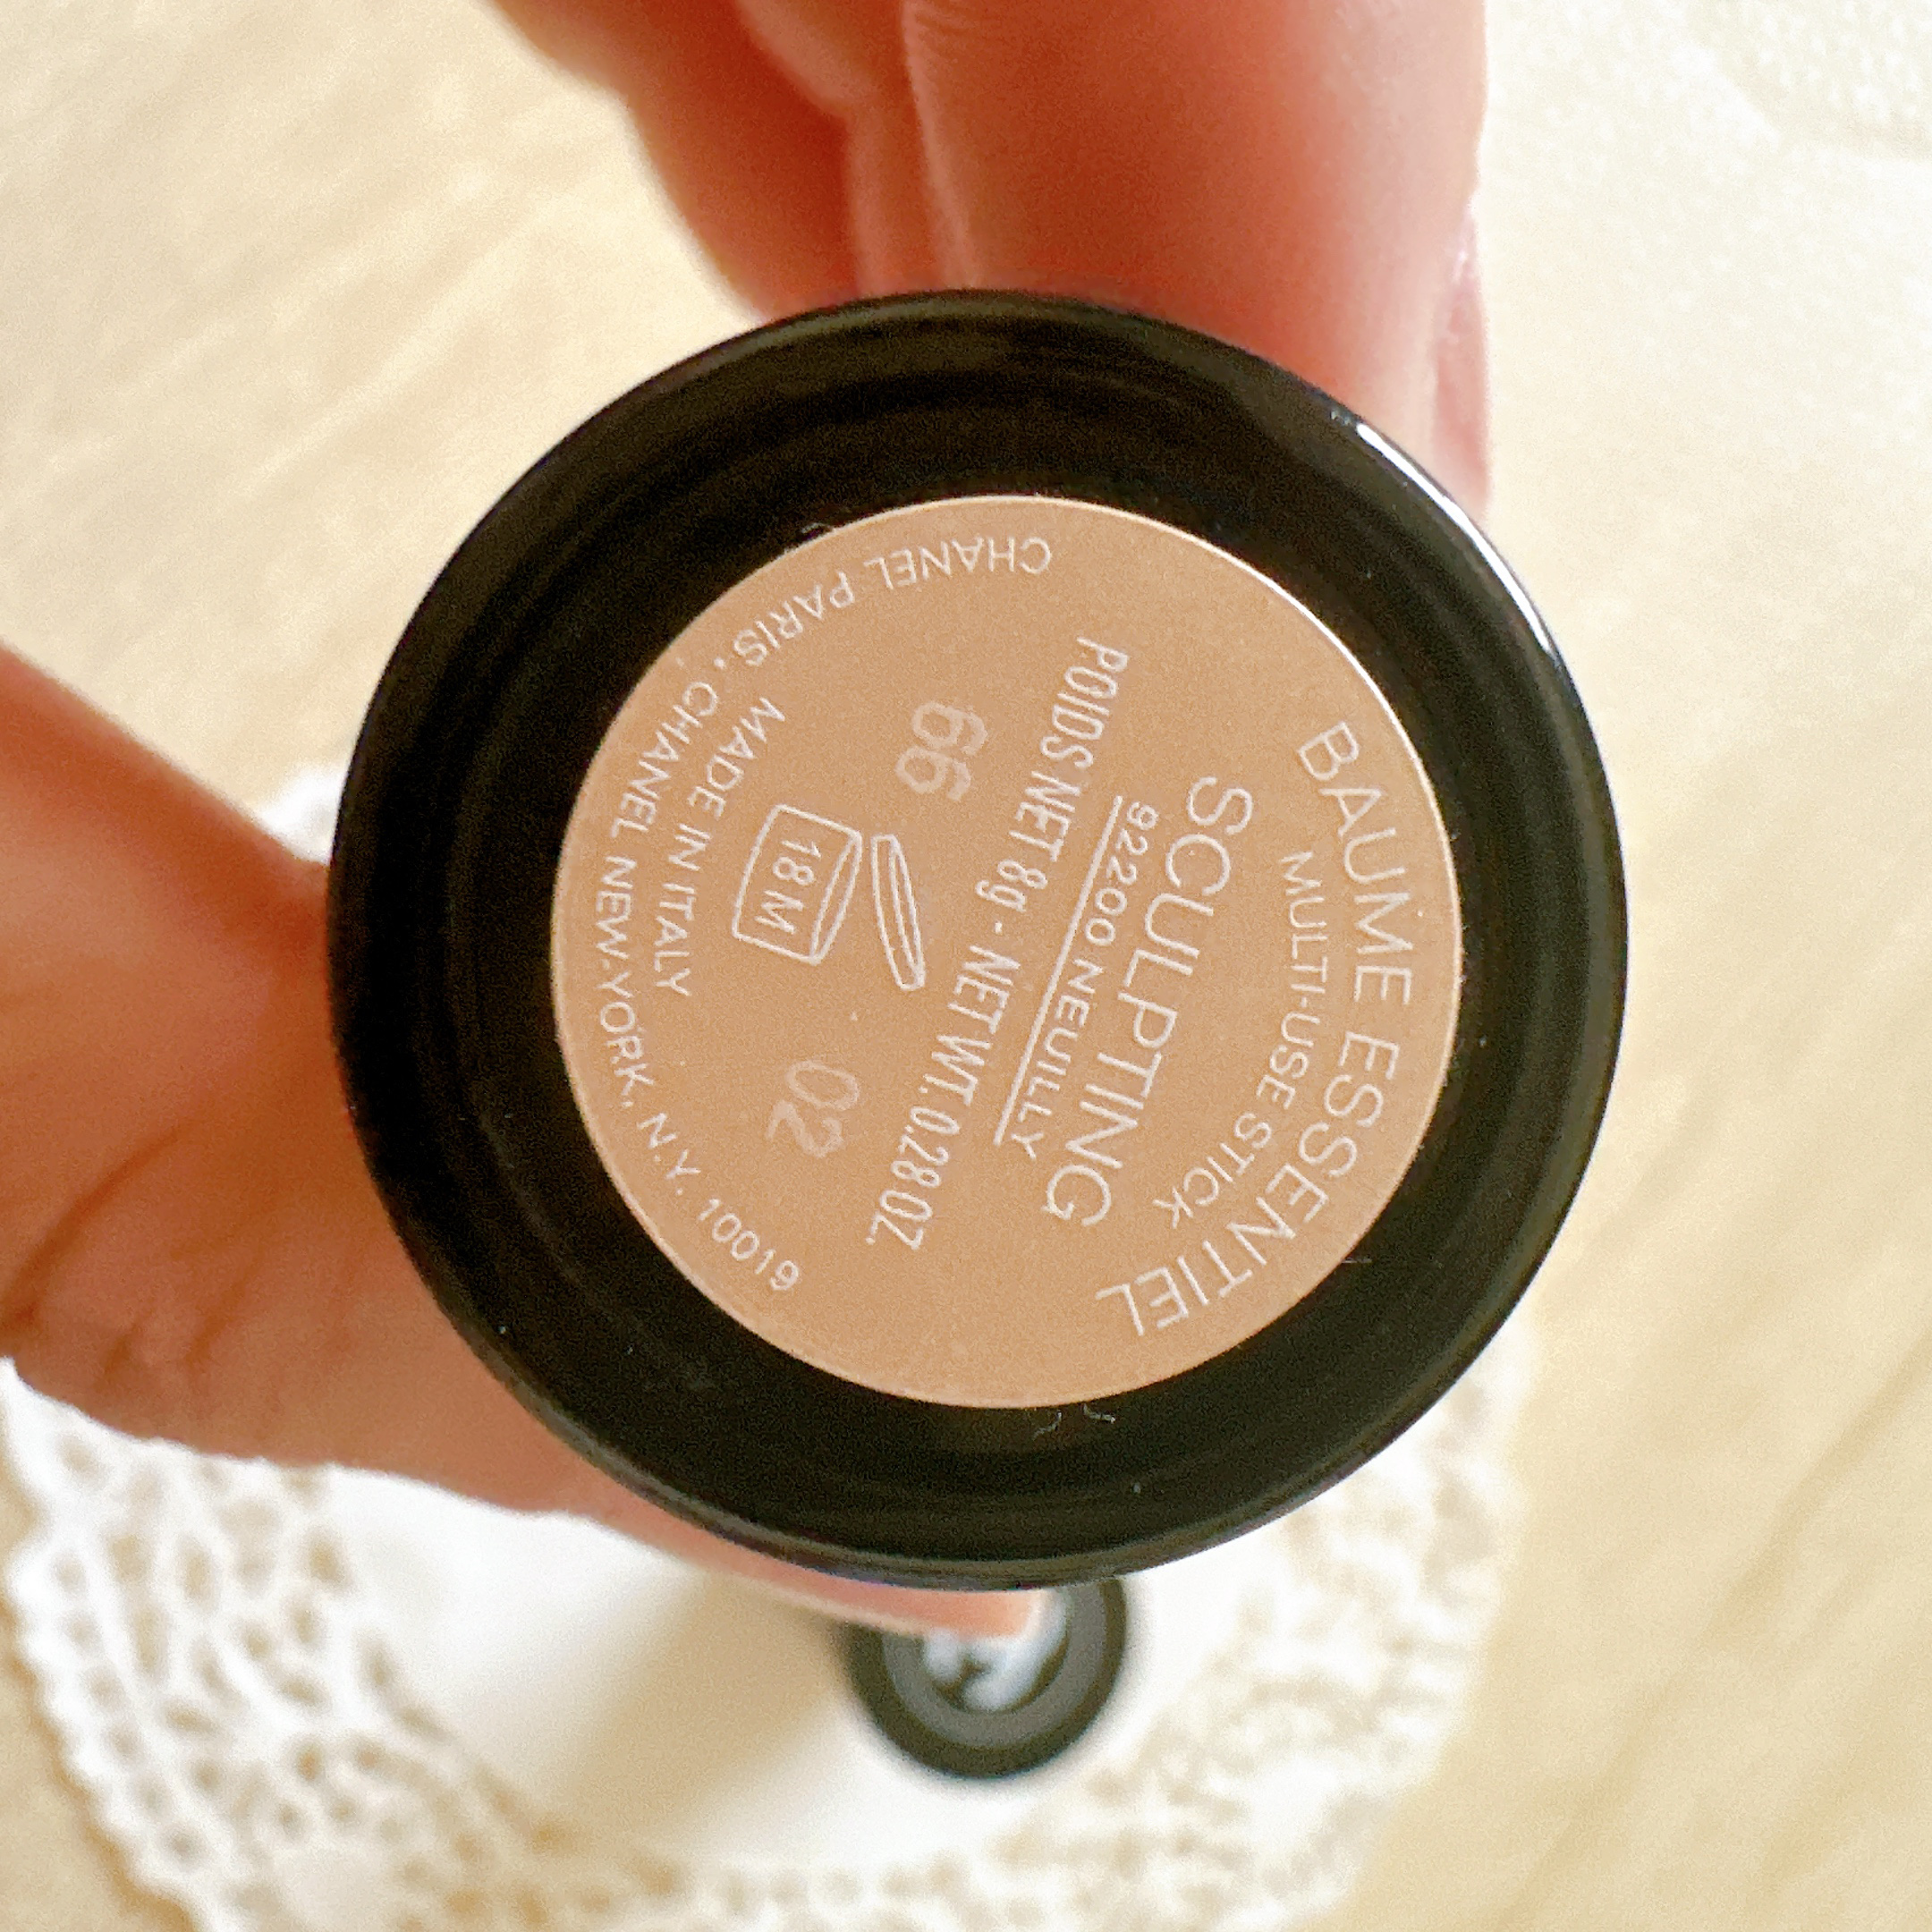 BAUME ESSENTIEL
MULTI-USE STICK
SCULPTING
92200 NEUILLY
POIDS NET 8g - NET WT. 0.28 OZ.
66 02
18 M
MADE IN ITALY
CHANEL PARIS. CHANEL NEW-YORK, N.Y. 10019